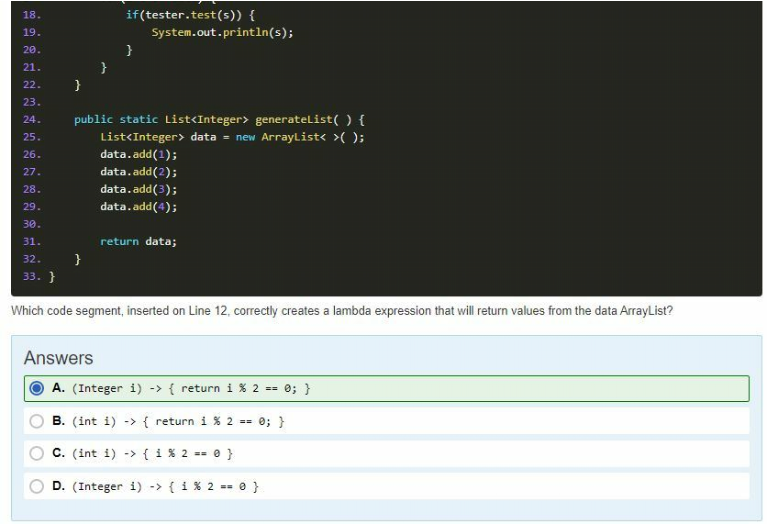 18. if(tester.test(s)) {
19. System.out.println(s);
20. }
21. }
22. }
23.
24. public static List<Integer> generateList( ) {
25. List<Integer> data = new ArrayList< >( );
26. data.add(1);
27. data.add(2);
28. data.add(3);
29. data.add(4);
30.
31. return data;
32. }
33. }
Which code segment, inserted on Line 12, correctly creates a lambda expression that will return values from the data ArrayList?
Answers
A. (Integer i) -> { return i % 2 == 0; }
B. (int i) -> { return i % 2 == 0; }
C. (int i) -> { i % 2 == 0 }
D. (Integer i) -> { i % 2 == 0 }